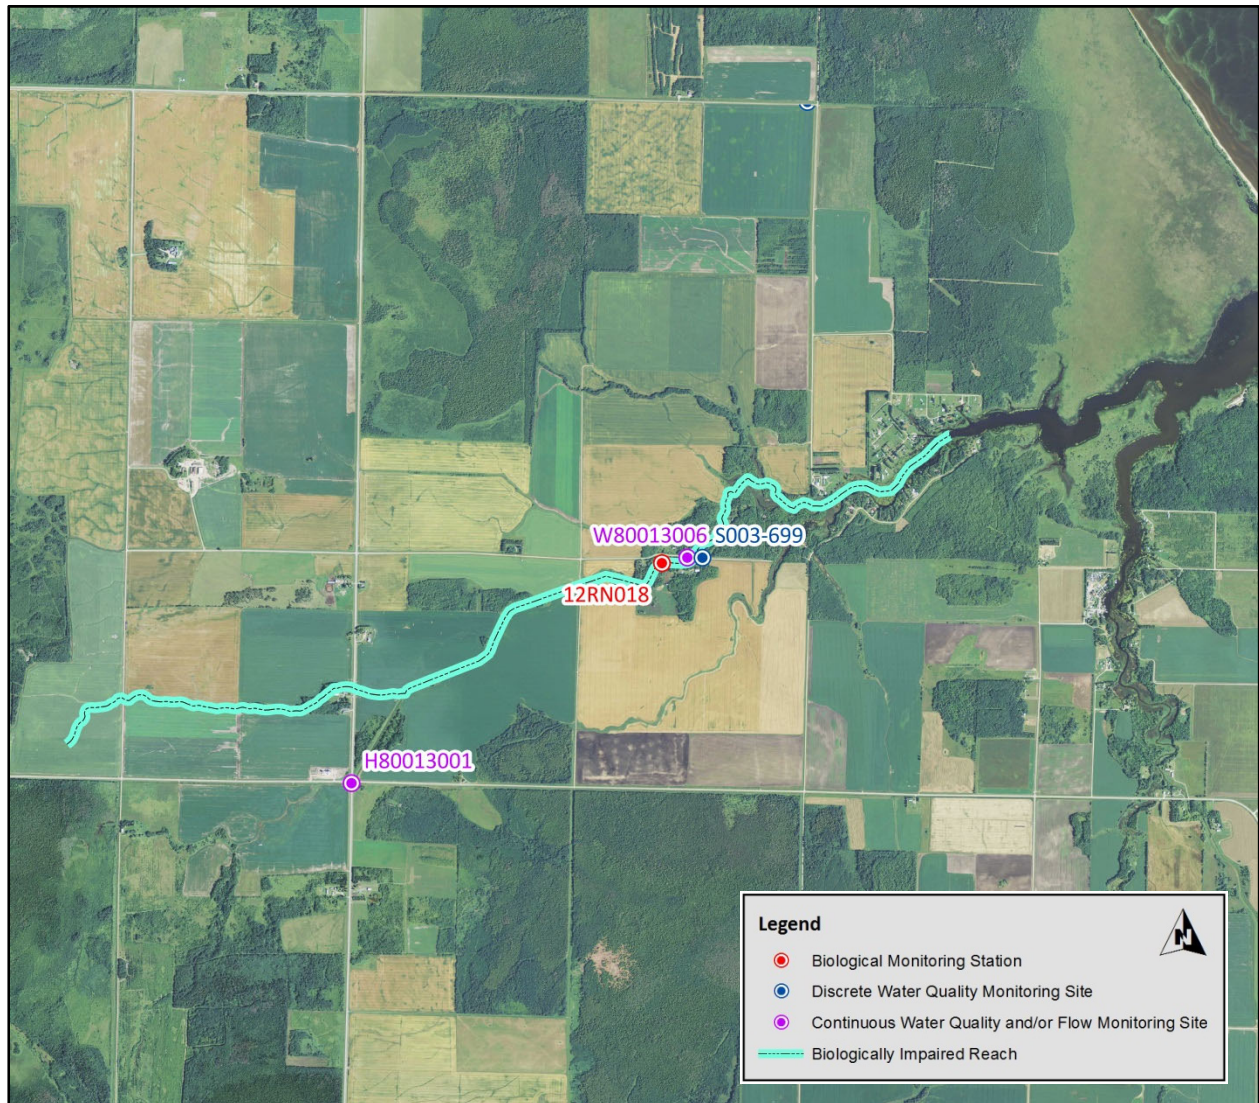 W80013006
S003-699
12RN018
H80013001
Legend
N
Biological Monitoring Station
Discrete Water Quality Monitoring Site
Continuous Water Quality and/or Flow Monitoring Site
Biologically Impaired Reach